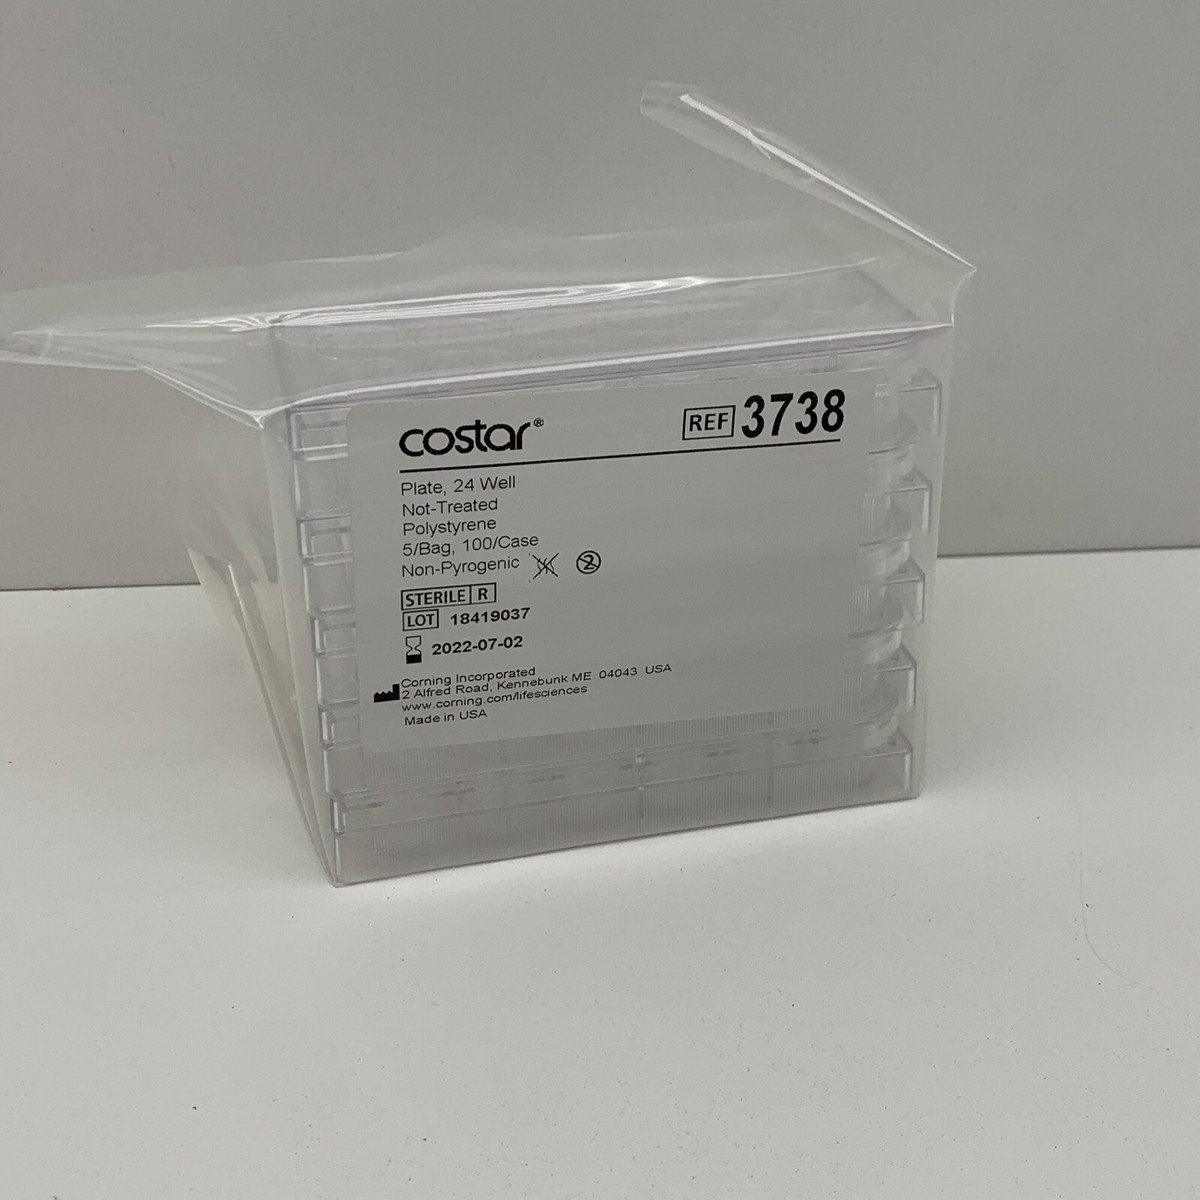 costar®
REF 3738
Plate, 24 Well
Not-Treated
Polystyrene
5/Bag, 100/Case
Non-Pyrogenic 2
STERILE R
LOT 18419037
2022-07-02
Corning Incorporated
2 Alfred Road, Kennebunk ME 04043 USA
www.corning.com/lifesciences
Made in USA